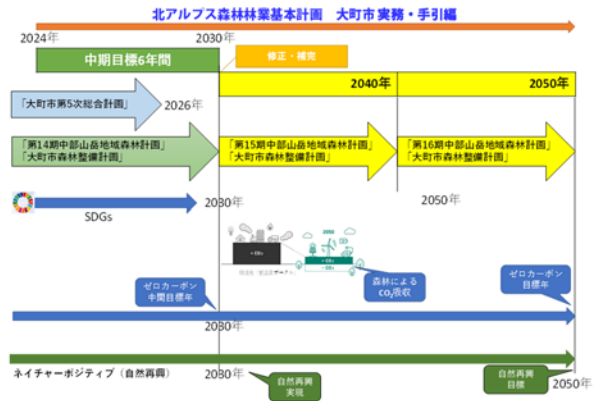 北アルプス森林林業基本計画　大町市 実務・手引編
2024年
2030年
中期目標6年間
修正・補完
2040年
2050年
「大町市第5次総合計画」
2026年
「第14期中部山岳地域森林計画」
「大町市森林整備計画」
「第15期中部山岳地域森林計画」
「大町市森林整備計画」
「第16期中部山岳地域森林計画」
「大町市森林整備計画」
SDGs
2030年
2050年
2050
森林による
CO₂吸収
ゼロカーボン
中間目標年
ゼロカーボン
目標年
2030年
ネイチャーポジティブ（自然再興）
2030年
自然再興
実現
自然再興
目標
2050年